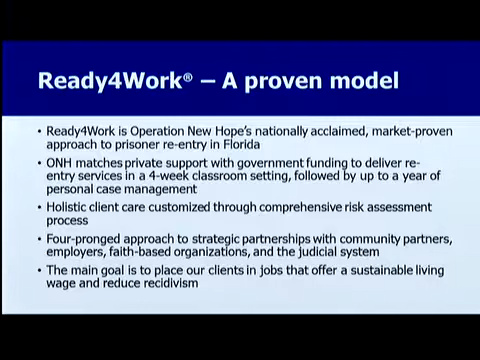 Ready4Work® – A proven model
• Ready4Work is Operation New Hope's nationally acclaimed, market-proven
approach to prisoner re-entry in Florida
• ONH matches private support with government funding to deliver re-
entry services in a 4-week classroom setting, followed by up to a year of
personal case management
• Holistic client care customized through comprehensive risk assessment
process
• Four-pronged approach to strategic partnerships with community partners,
employers, faith-based organizations, and the judicial system
• The main goal is to place our clients in jobs that offer a sustainable living
wage and reduce recidivism